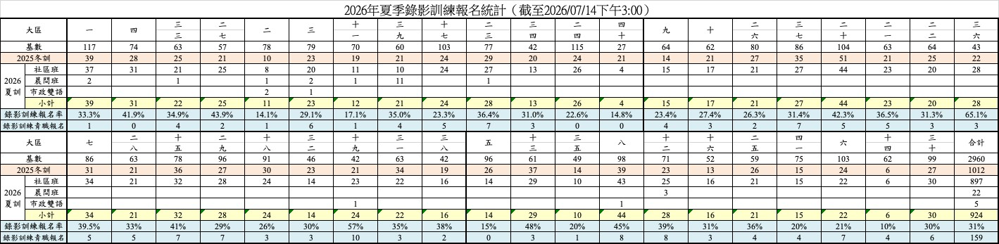 2026年夏季錄影訓練報名統計（截至2026/07/14下午3:00）
大區 一 四 三三 二七 二 三 十一 三九 十七 二三 三四 二四 四十 九 十 二六 三七 二十 二一 二二 三六
基數 117 74 63 57 78 79 70 60 103 77 42 115 27 64 62 80 86 104 63 64 43
2025冬訓 39 28 25 21 10 23 19 21 24 29 20 24 21 14 21 27 35 51 21 25 22
2026夏訓 社區班 37 31 21 25 8 20 11 10 24 27 13 26 4 15 17 21 27 44 23 20 28
晨間班 2 1 1 2 1 11 1
市政雙語 2 1
小計 39 31 22 25 11 23 12 21 24 28 13 26 4 15 17 21 27 44 23 20 28
錄影訓練報名率 33.3% 41.9% 34.9% 43.9% 14.1% 29.1% 17.1% 35.0% 23.3% 36.4% 31.0% 22.6% 14.8% 23.4% 27.4% 26.3% 31.4% 42.3% 36.5% 31.3% 65.1%
錄影訓練青職報名 1 0 4 2 1 6 1 4 5 7 3 0 0 4 3 2 7 5 5 3 3
大區 七 二八 十五 二九 十八 三二 十九 三一 三八 五 十三 三五 八 十二 十六 二五 四一 六 十四 三十 合計
基數 86 63 78 96 91 46 42 63 42 96 61 49 98 71 52 59 75 103 62 99 2960
2025冬訓 31 21 36 27 30 23 21 34 19 26 37 14 39 23 13 26 15 24 6 27 1012
2026夏訓 社區班 34 21 32 28 24 14 23 22 16 14 29 10 43 25 16 21 15 22 6 30 897
晨間班 3 22
市政雙語 1 1 5
小計 34 21 32 28 24 14 24 22 16 14 29 10 44 28 16 21 15 22 6 30 924
錄影訓練報名率 39.5% 33% 41% 29% 26% 30% 57% 35% 38% 15% 48% 20% 45% 39% 31% 36% 20% 21% 10% 30% 31%
錄影訓練青職報名 5 5 7 7 3 3 10 3 2 0 3 1 8 8 3 4 4 7 4 6 159